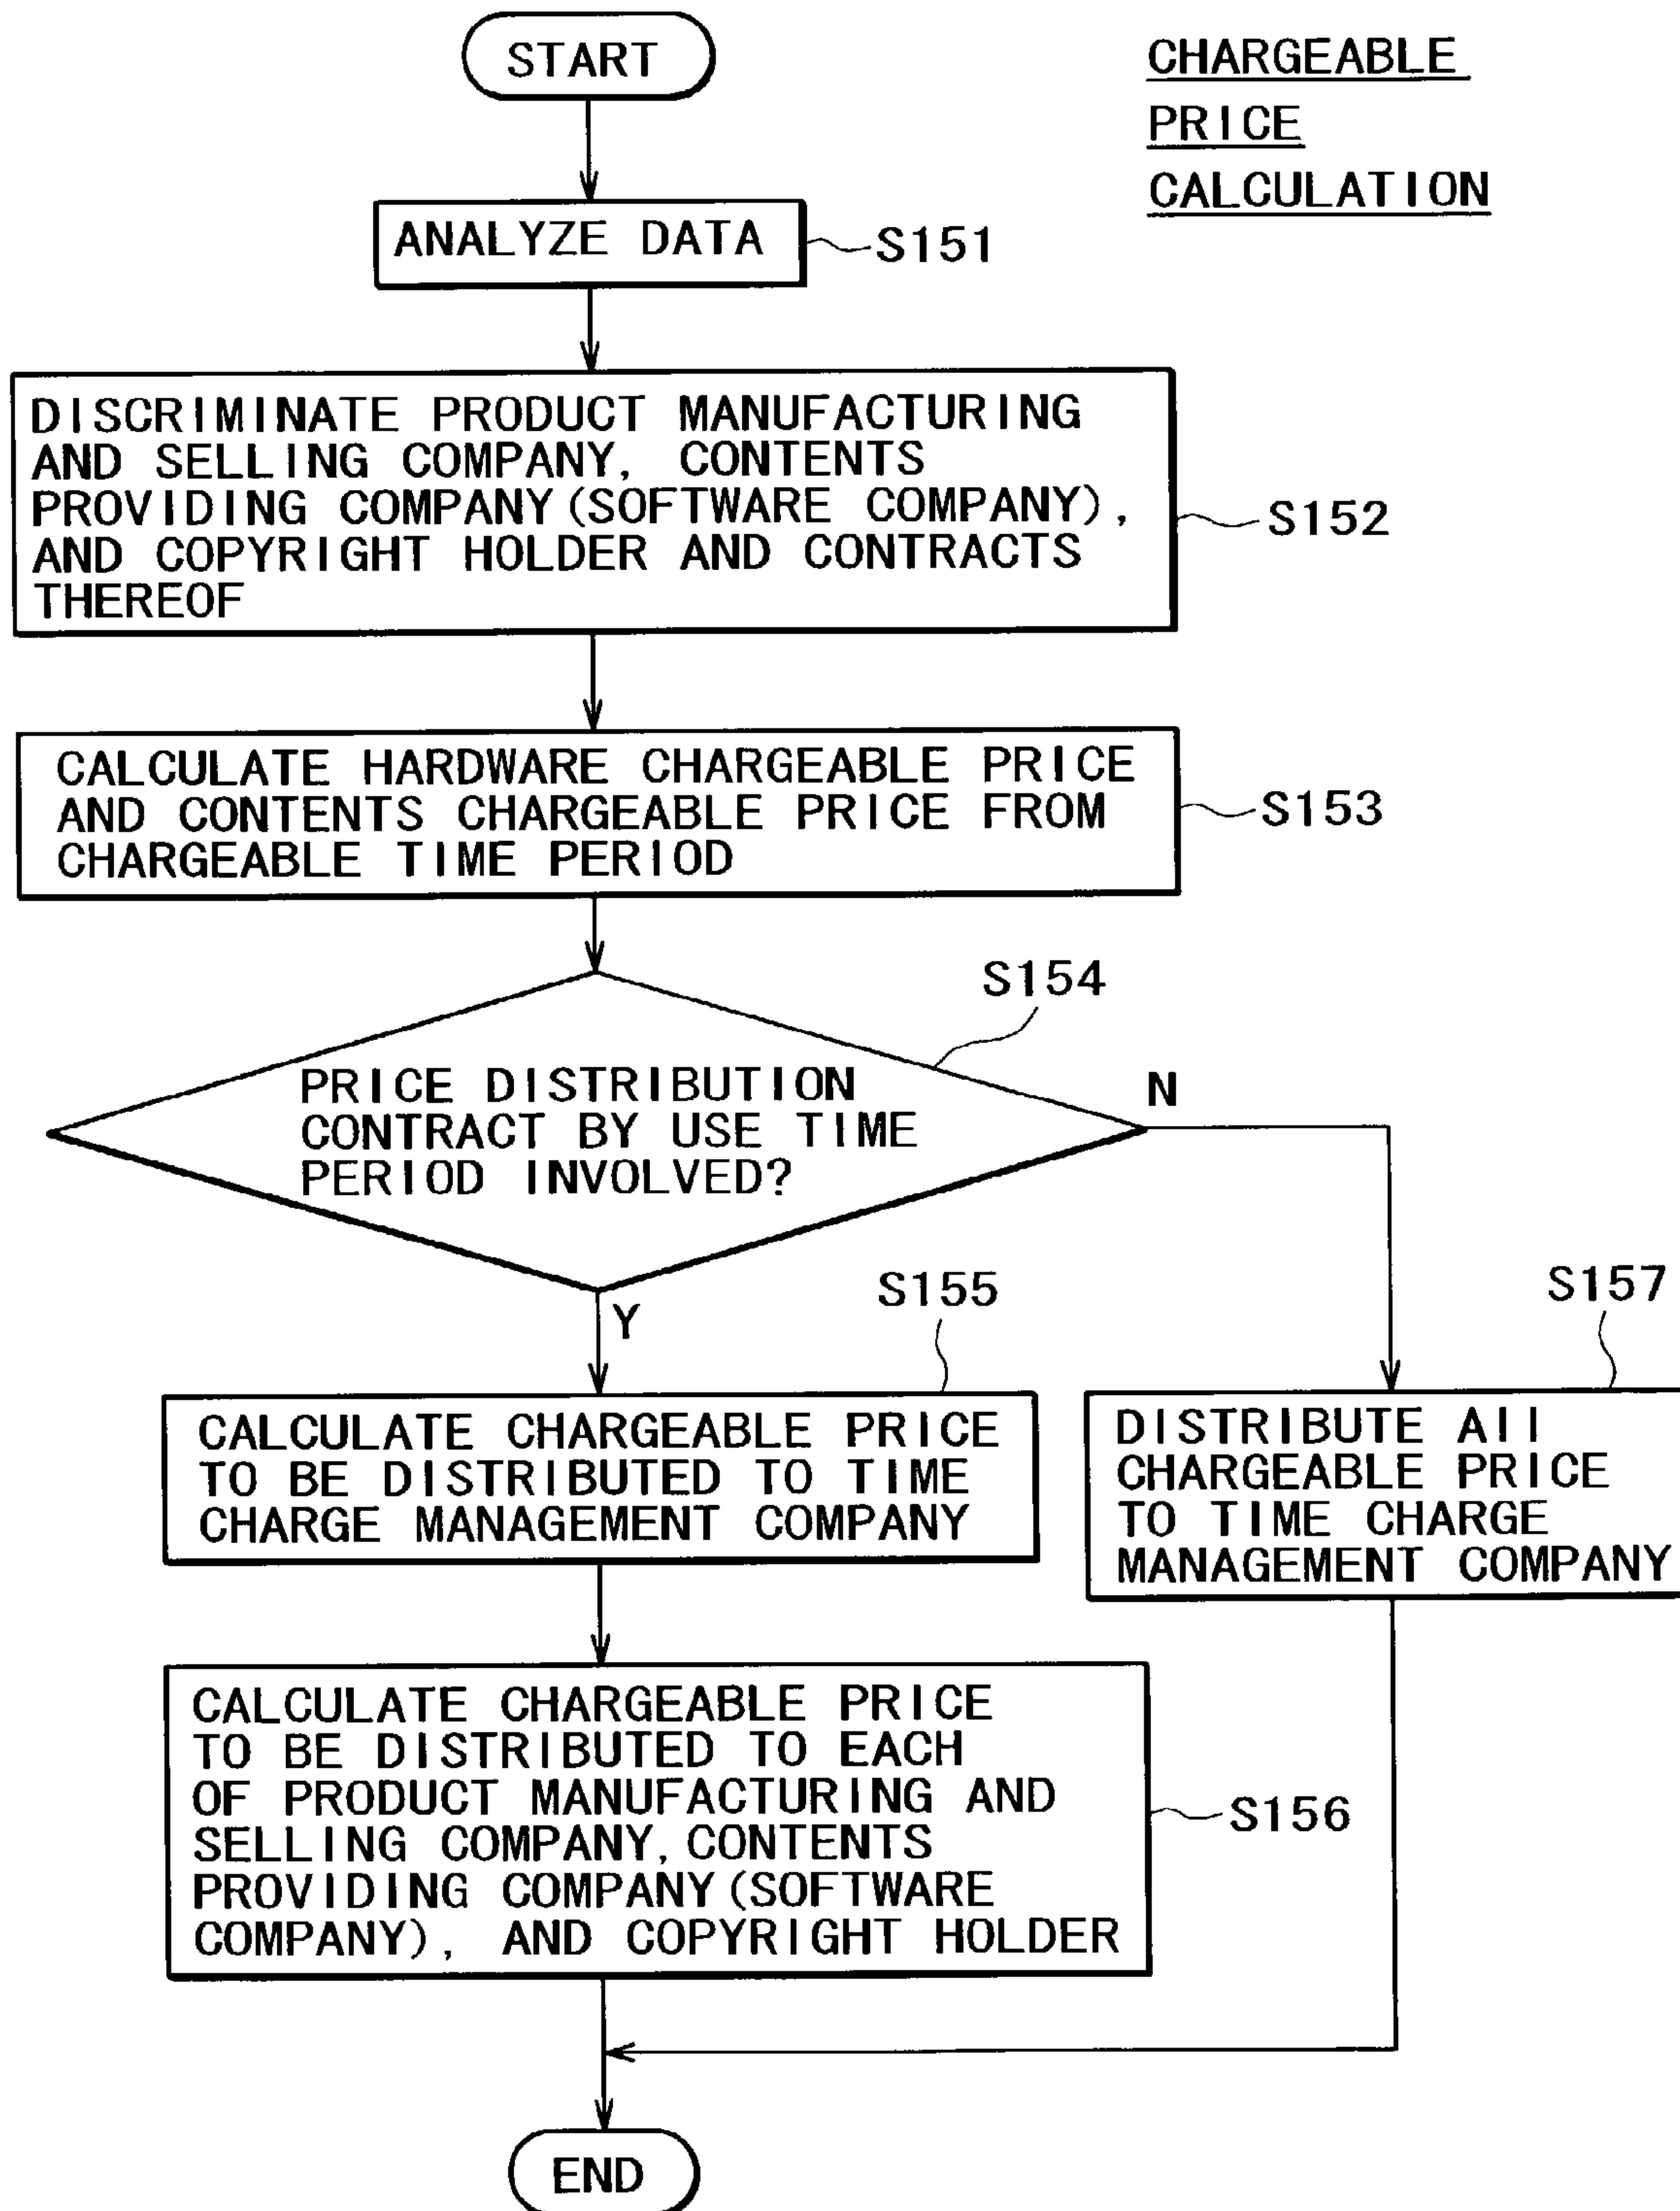 START
CHARGEABLE
PRICE
CALCULATION
ANALYZE DATA
S151
DISCRIMINATE PRODUCT MANUFACTURING
AND SELLING COMPANY, CONTENTS
PROVIDING COMPANY(SOFTWARE COMPANY),
AND COPYRIGHT HOLDER AND CONTRACTS
THEREOF
S152
CALCULATE HARDWARE CHARGEABLE PRICE
AND CONTENTS CHARGEABLE PRICE FROM
CHARGEABLE TIME PERIOD
S153
S154
PRICE DISTRIBUTION
CONTRACT BY USE TIME
PERIOD INVOLVED?
N
Y
S155
CALCULATE CHARGEABLE PRICE
TO BE DISTRIBUTED TO TIME
CHARGE MANAGEMENT COMPANY
S157
DISTRIBUTE All
CHARGEABLE PRICE
TO TIME CHARGE
MANAGEMENT COMPANY
CALCULATE CHARGEABLE PRICE
TO BE DISTRIBUTED TO EACH
OF PRODUCT MANUFACTURING AND
SELLING COMPANY, CONTENTS
PROVIDING COMPANY(SOFTWARE
COMPANY), AND COPYRIGHT HOLDER
S156
END